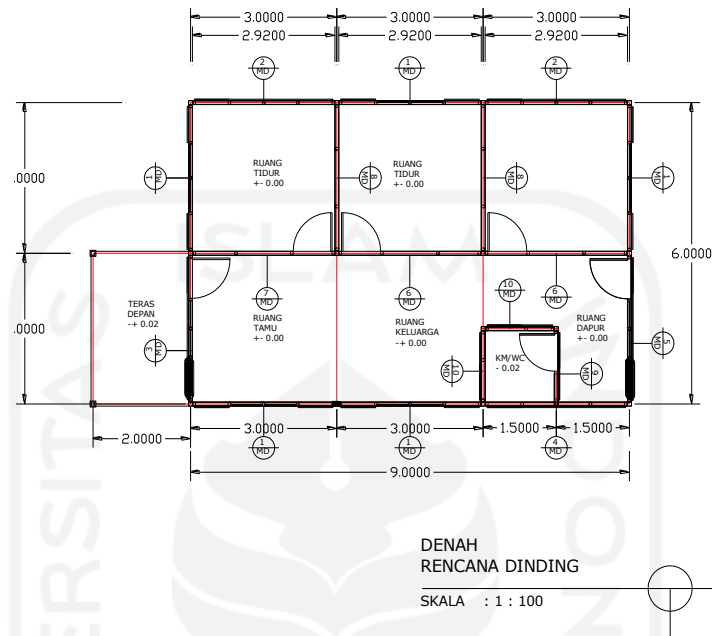 3.0000 3.0000 3.0000
2.9200 2.9200 2.9200
2
MD
1
MD
2
MD
RUANG
TIDUR
+- 0.00
RUANG
TIDUR
+- 0.00
1
MD
8
MD
8
MD
1
MD
.0000
6.0000
ISLAM
TERAS
DEPAN
-+ 0.02
7
MD
RUANG
TAMU
+- 0.00
6
MD
RUANG
KELUARGA
-+ 0.00
10
MD
6
MD
RUANG
DAPUR
+- 0.00
.0000
3
MD
KM/WC
- 0.02
10
MD
9
MD
5
MD
2.0000
3.0000 3.0000 1.5000 1.5000
1
MD
1
MD
4
MD
9.0000
ERSITAS
DENAH
RENCANA DINDING
SKALA : 1 : 100